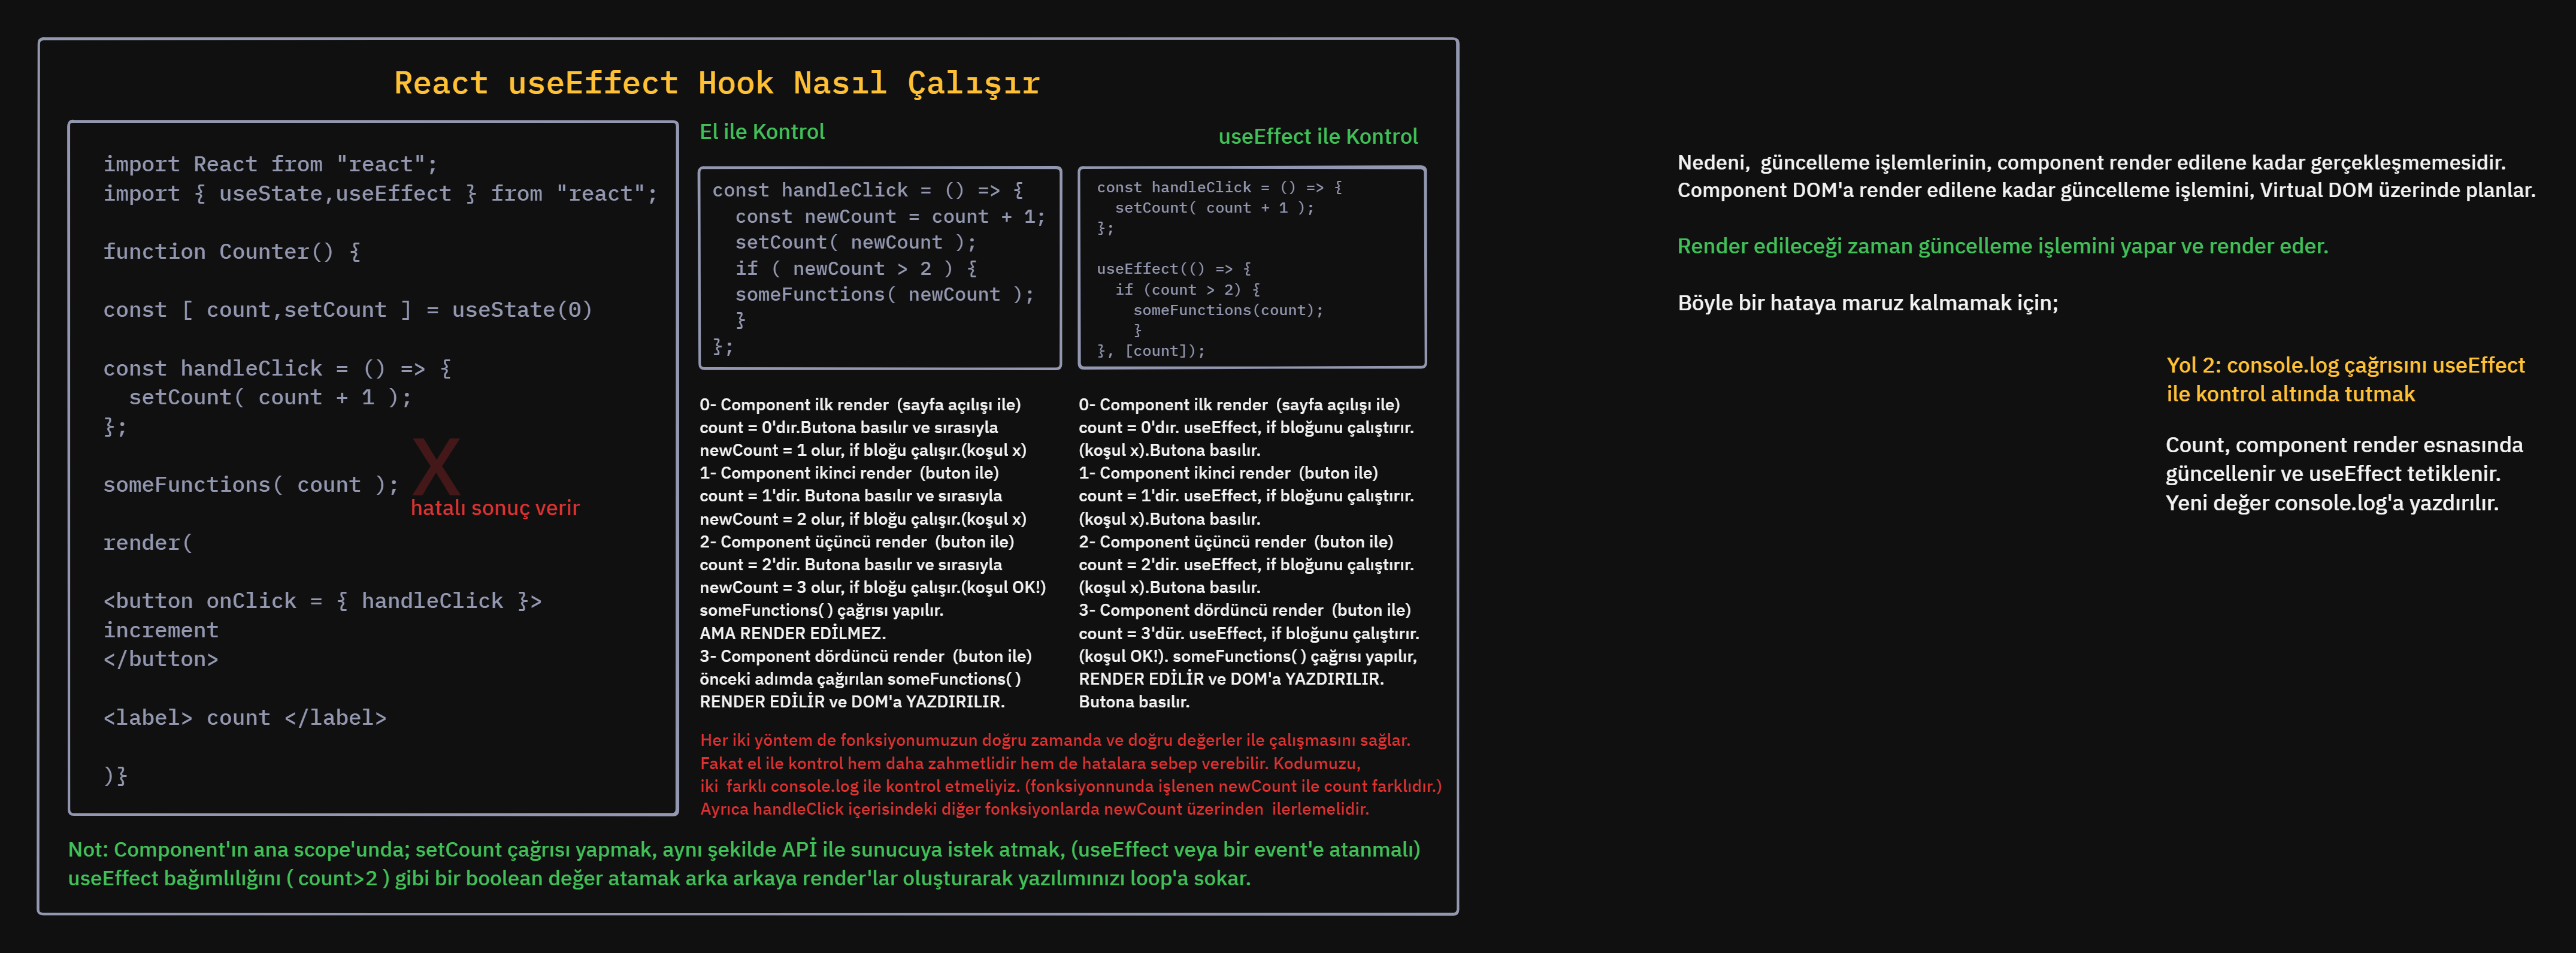 React useEffect Hook Nasıl Çalışır
import React from "react";
import { useState,useEffect } from "react";
function Counter() {
const [ count,setCount ] = useState(0)
const handleClick = () => {
setCount( count + 1 );
};
X
someFunctions( count );
hatalı sonuç verir
render(
<button onClick = { handleClick }>
increment
</button>
<label> count </label>
)}
El ile Kontrol
const handleClick = () => {
const newCount = count + 1;
setCount( newCount );
if ( newCount > 2 ) {
someFunctions( newCount );
}
};
0- Component ilk render (sayfa açılışı ile)
count = 0'dır.Butona basılır ve sırasıyla
newCount = 1 olur, if bloğu çalışır.(koşul x)
1- Component ikinci render (buton ile)
count = 1'dir. Butona basılır ve sırasıyla
newCount = 2 olur, if bloğu çalışır.(koşul x)
2- Component üçüncü render (buton ile)
count = 2'dir. Butona basılır ve sırasıyla
newCount = 3 olur, if bloğu çalışır.(koşul OK!)
someFunctions( ) çağrısı yapılır.
AMA RENDER EDİLMEZ.
3- Component dördüncü render (buton ile)
önceki adımda çağırılan someFunctions( )
RENDER EDİLİR ve DOM'a YAZDIRILIR.
useEffect ile Kontrol
const handleClick = () => {
setCount( count + 1 );
};
useEffect(() => {
if (count > 2) {
someFunctions(count);
}
}, [count]);
0- Component ilk render (sayfa açılışı ile)
count = 0'dır. useEffect, if bloğunu çalıştırır.
(koşul x).Butona basılır.
1- Component ikinci render (buton ile)
count = 1'dir. useEffect, if bloğunu çalıştırır.
(koşul x).Butona basılır.
2- Component üçüncü render (buton ile)
count = 2'dir. useEffect, if bloğunu çalıştırır.
(koşul x).Butona basılır.
3- Component dördüncü render (buton ile)
count = 3'dür. useEffect, if bloğunu çalıştırır.
(koşul OK!). someFunctions( ) çağrısı yapılır,
RENDER EDİLİR ve DOM'a YAZDIRILIR.
Butona basılır.
Her iki yöntem de fonksiyonumuzun doğru zamanda ve doğru değerler ile çalışmasını sağlar.
Fakat el ile kontrol hem daha zahmetlidir hem de hatalara sebep verebilir. Kodumuzu,
iki farklı console.log ile kontrol etmeliyiz. (fonksiyonnunda işlenen newCount ile count farklıdır.)
Ayrıca handleClick içerisindeki diğer fonksiyonlarda newCount üzerinden ilerlemelidir.
Not: Component'ın ana scope'unda; setCount çağrısı yapmak, aynı şekilde APİ ile sunucuya istek atmak, (useEffect veya bir event'e atanmalı)
useEffect bağımlılığını ( count>2 ) gibi bir boolean değer atamak arka arkaya render'lar oluşturarak yazılımınızı loop'a sokar.
Nedeni, güncelleme işlemlerinin, component render edilene kadar gerçekleşmemesidir.
Component DOM'a render edilene kadar güncelleme işlemini, Virtual DOM üzerinde planlar.
Render edileceği zaman güncelleme işlemini yapar ve render eder.
Böyle bir hataya maruz kalmamak için;
Yol 2: console.log çağrısını useEffect
ile kontrol altında tutmak
Count, component render esnasında
güncellenir ve useEffect tetiklenir.
Yeni değer console.log'a yazdırılır.